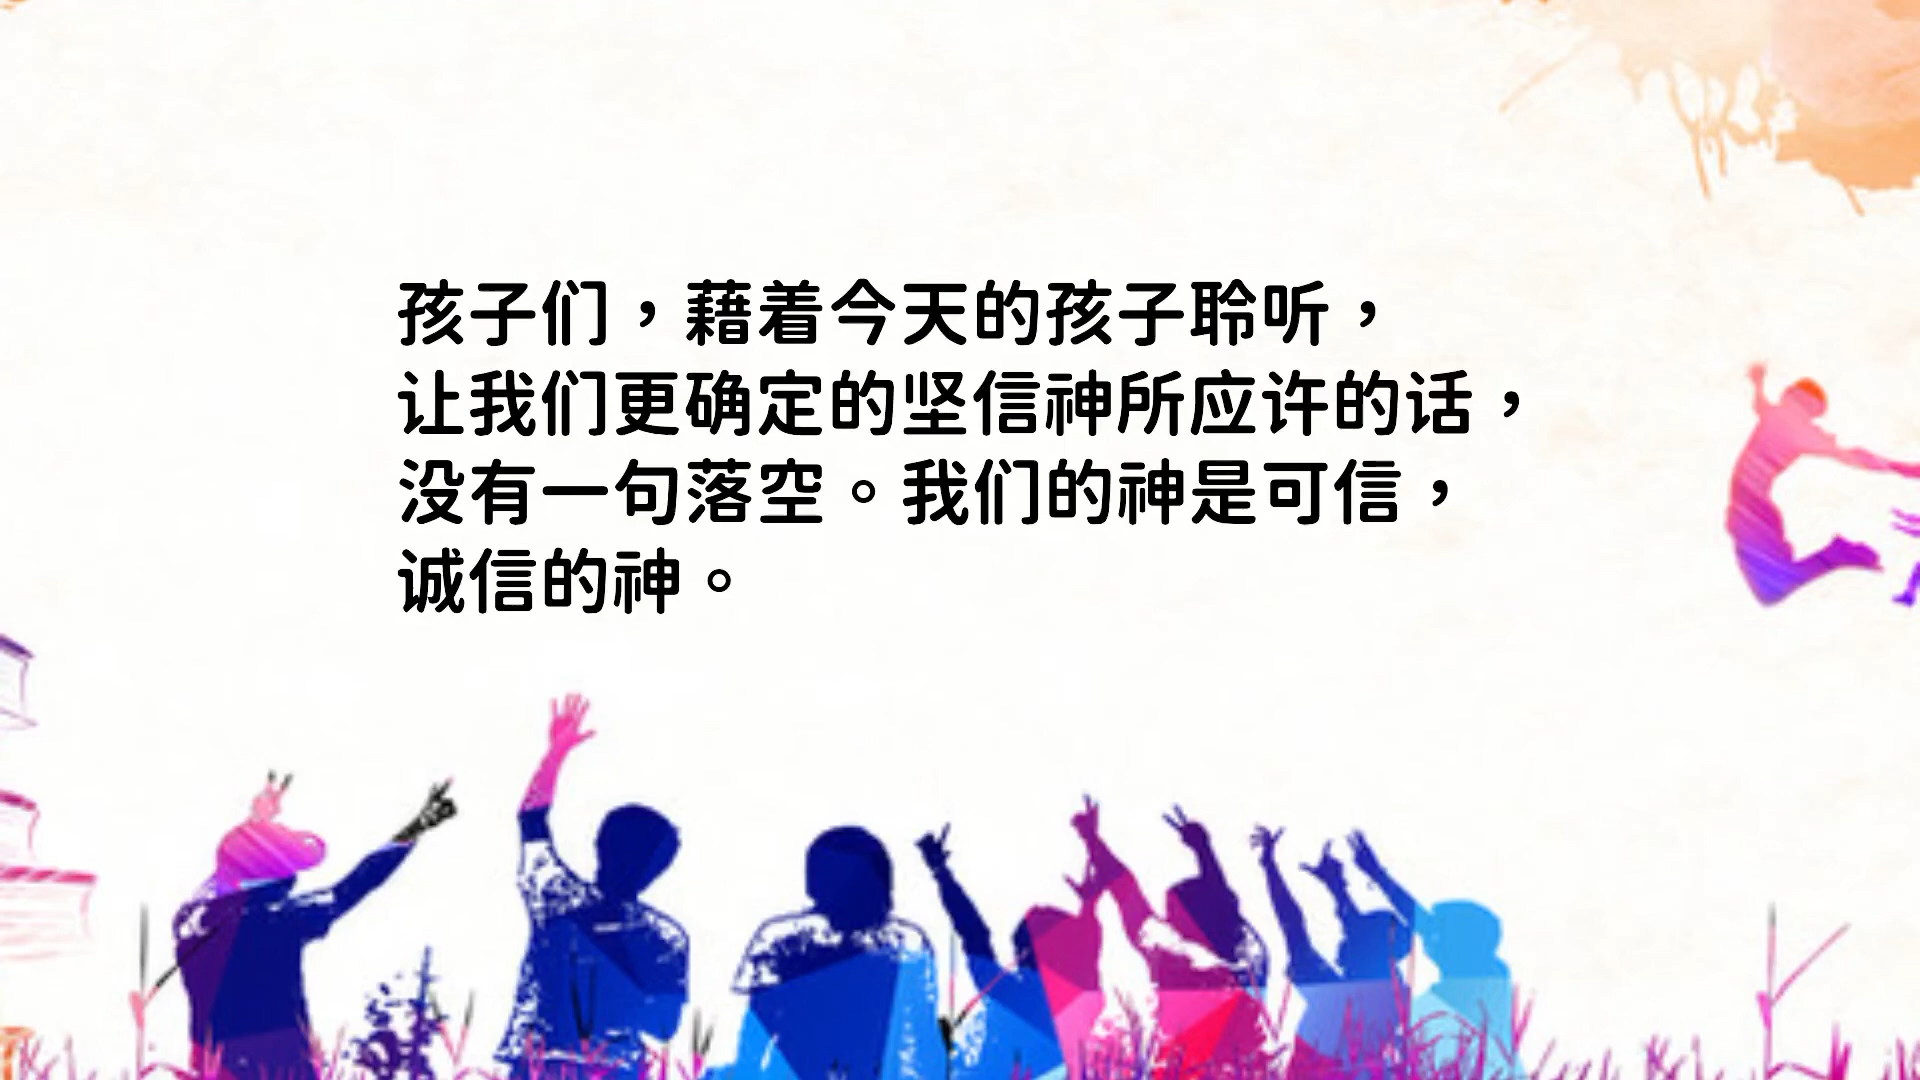 孩子们，藉着今天的孩子聆听，
让我们更确定的坚信神所应许的话，
没有一句落空。我们的神是可信，
诚信的神。